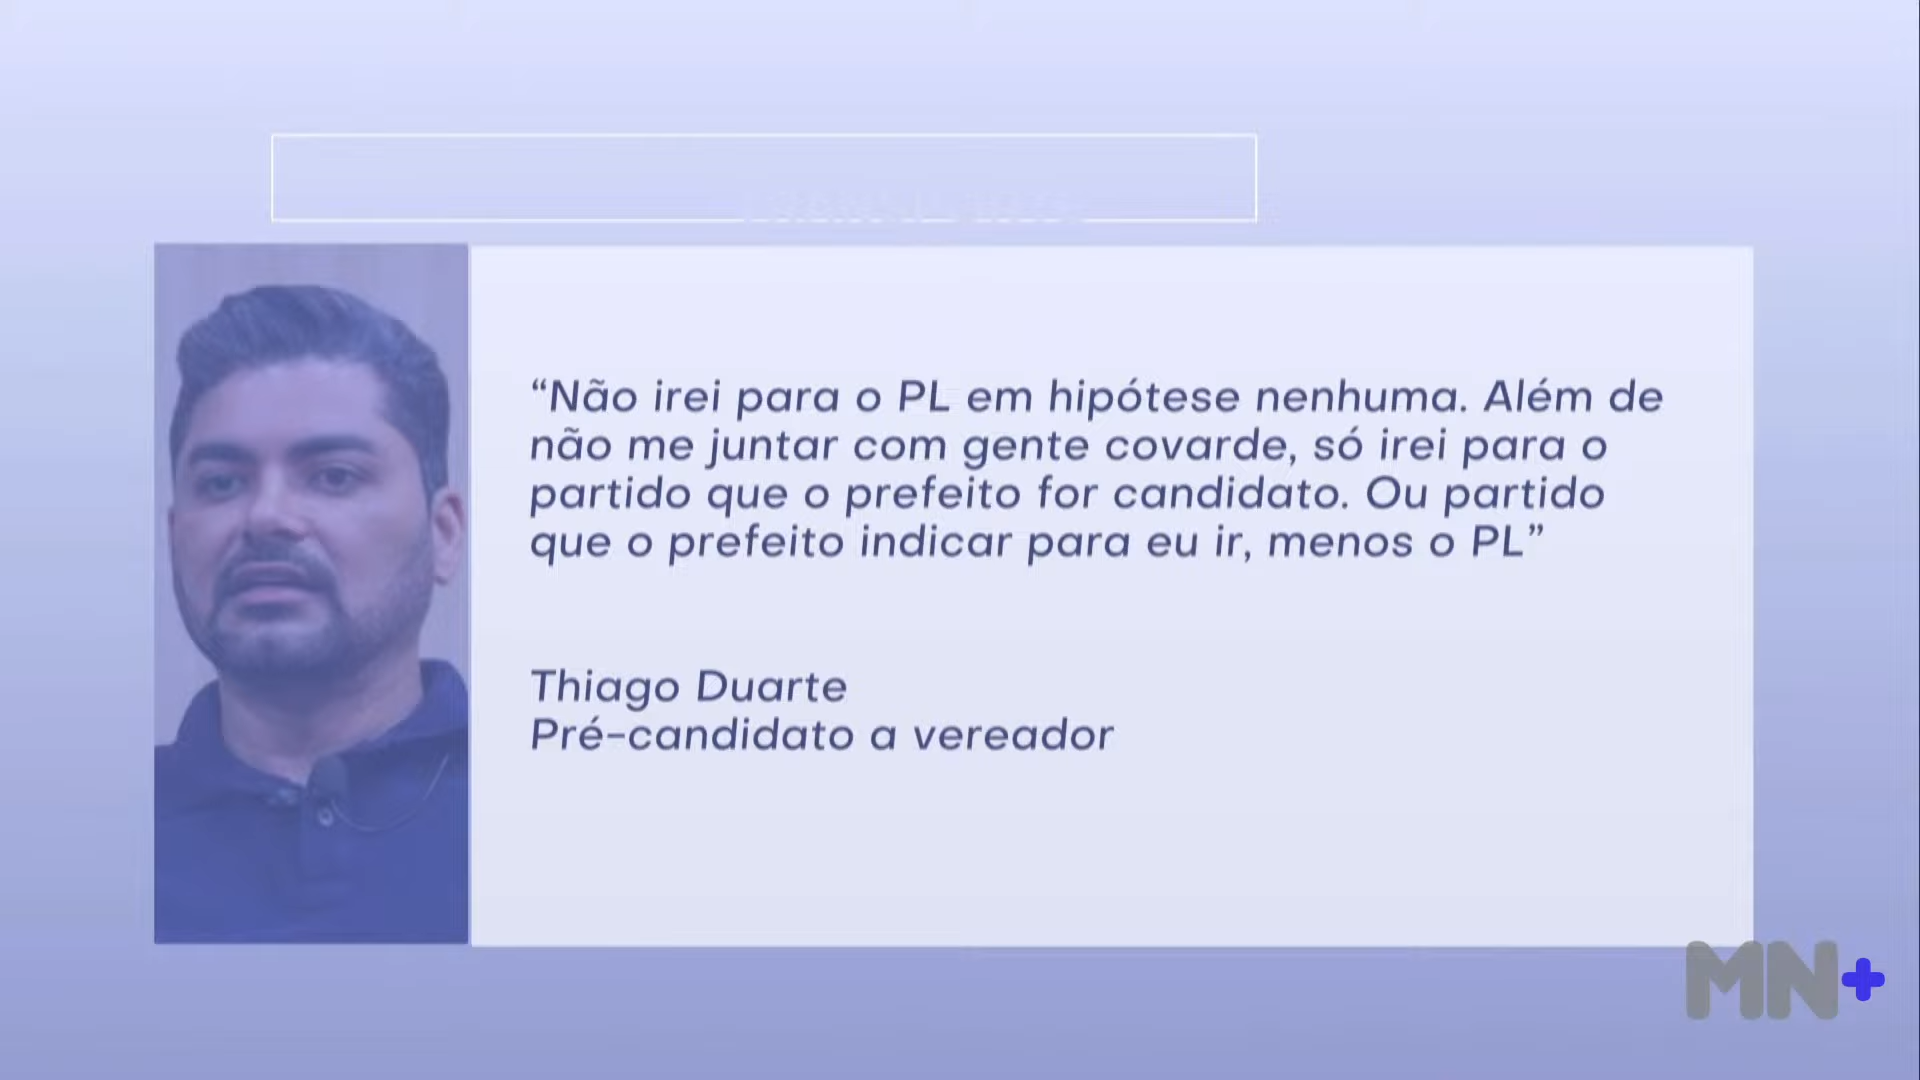 “Não irei para o PL em hipótese nenhuma. Além de
não me juntar com gente covarde, só irei para o
partido que o prefeito for candidato. Ou partido
que o prefeito indicar para eu ir, menos o PL”
Thiago Duarte
Pré-candidato a vereador
MN+